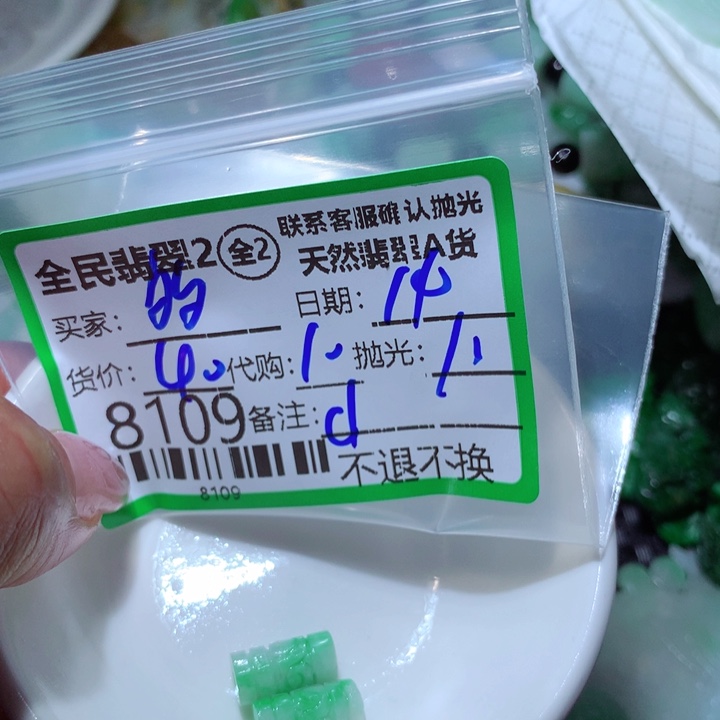 联系客服确认抛光
全民翡翠2 全2 天然翡翠A货
买家： 日期：14
货价：40 代购：10 抛光：
8109 备注：d
8109 不退不换